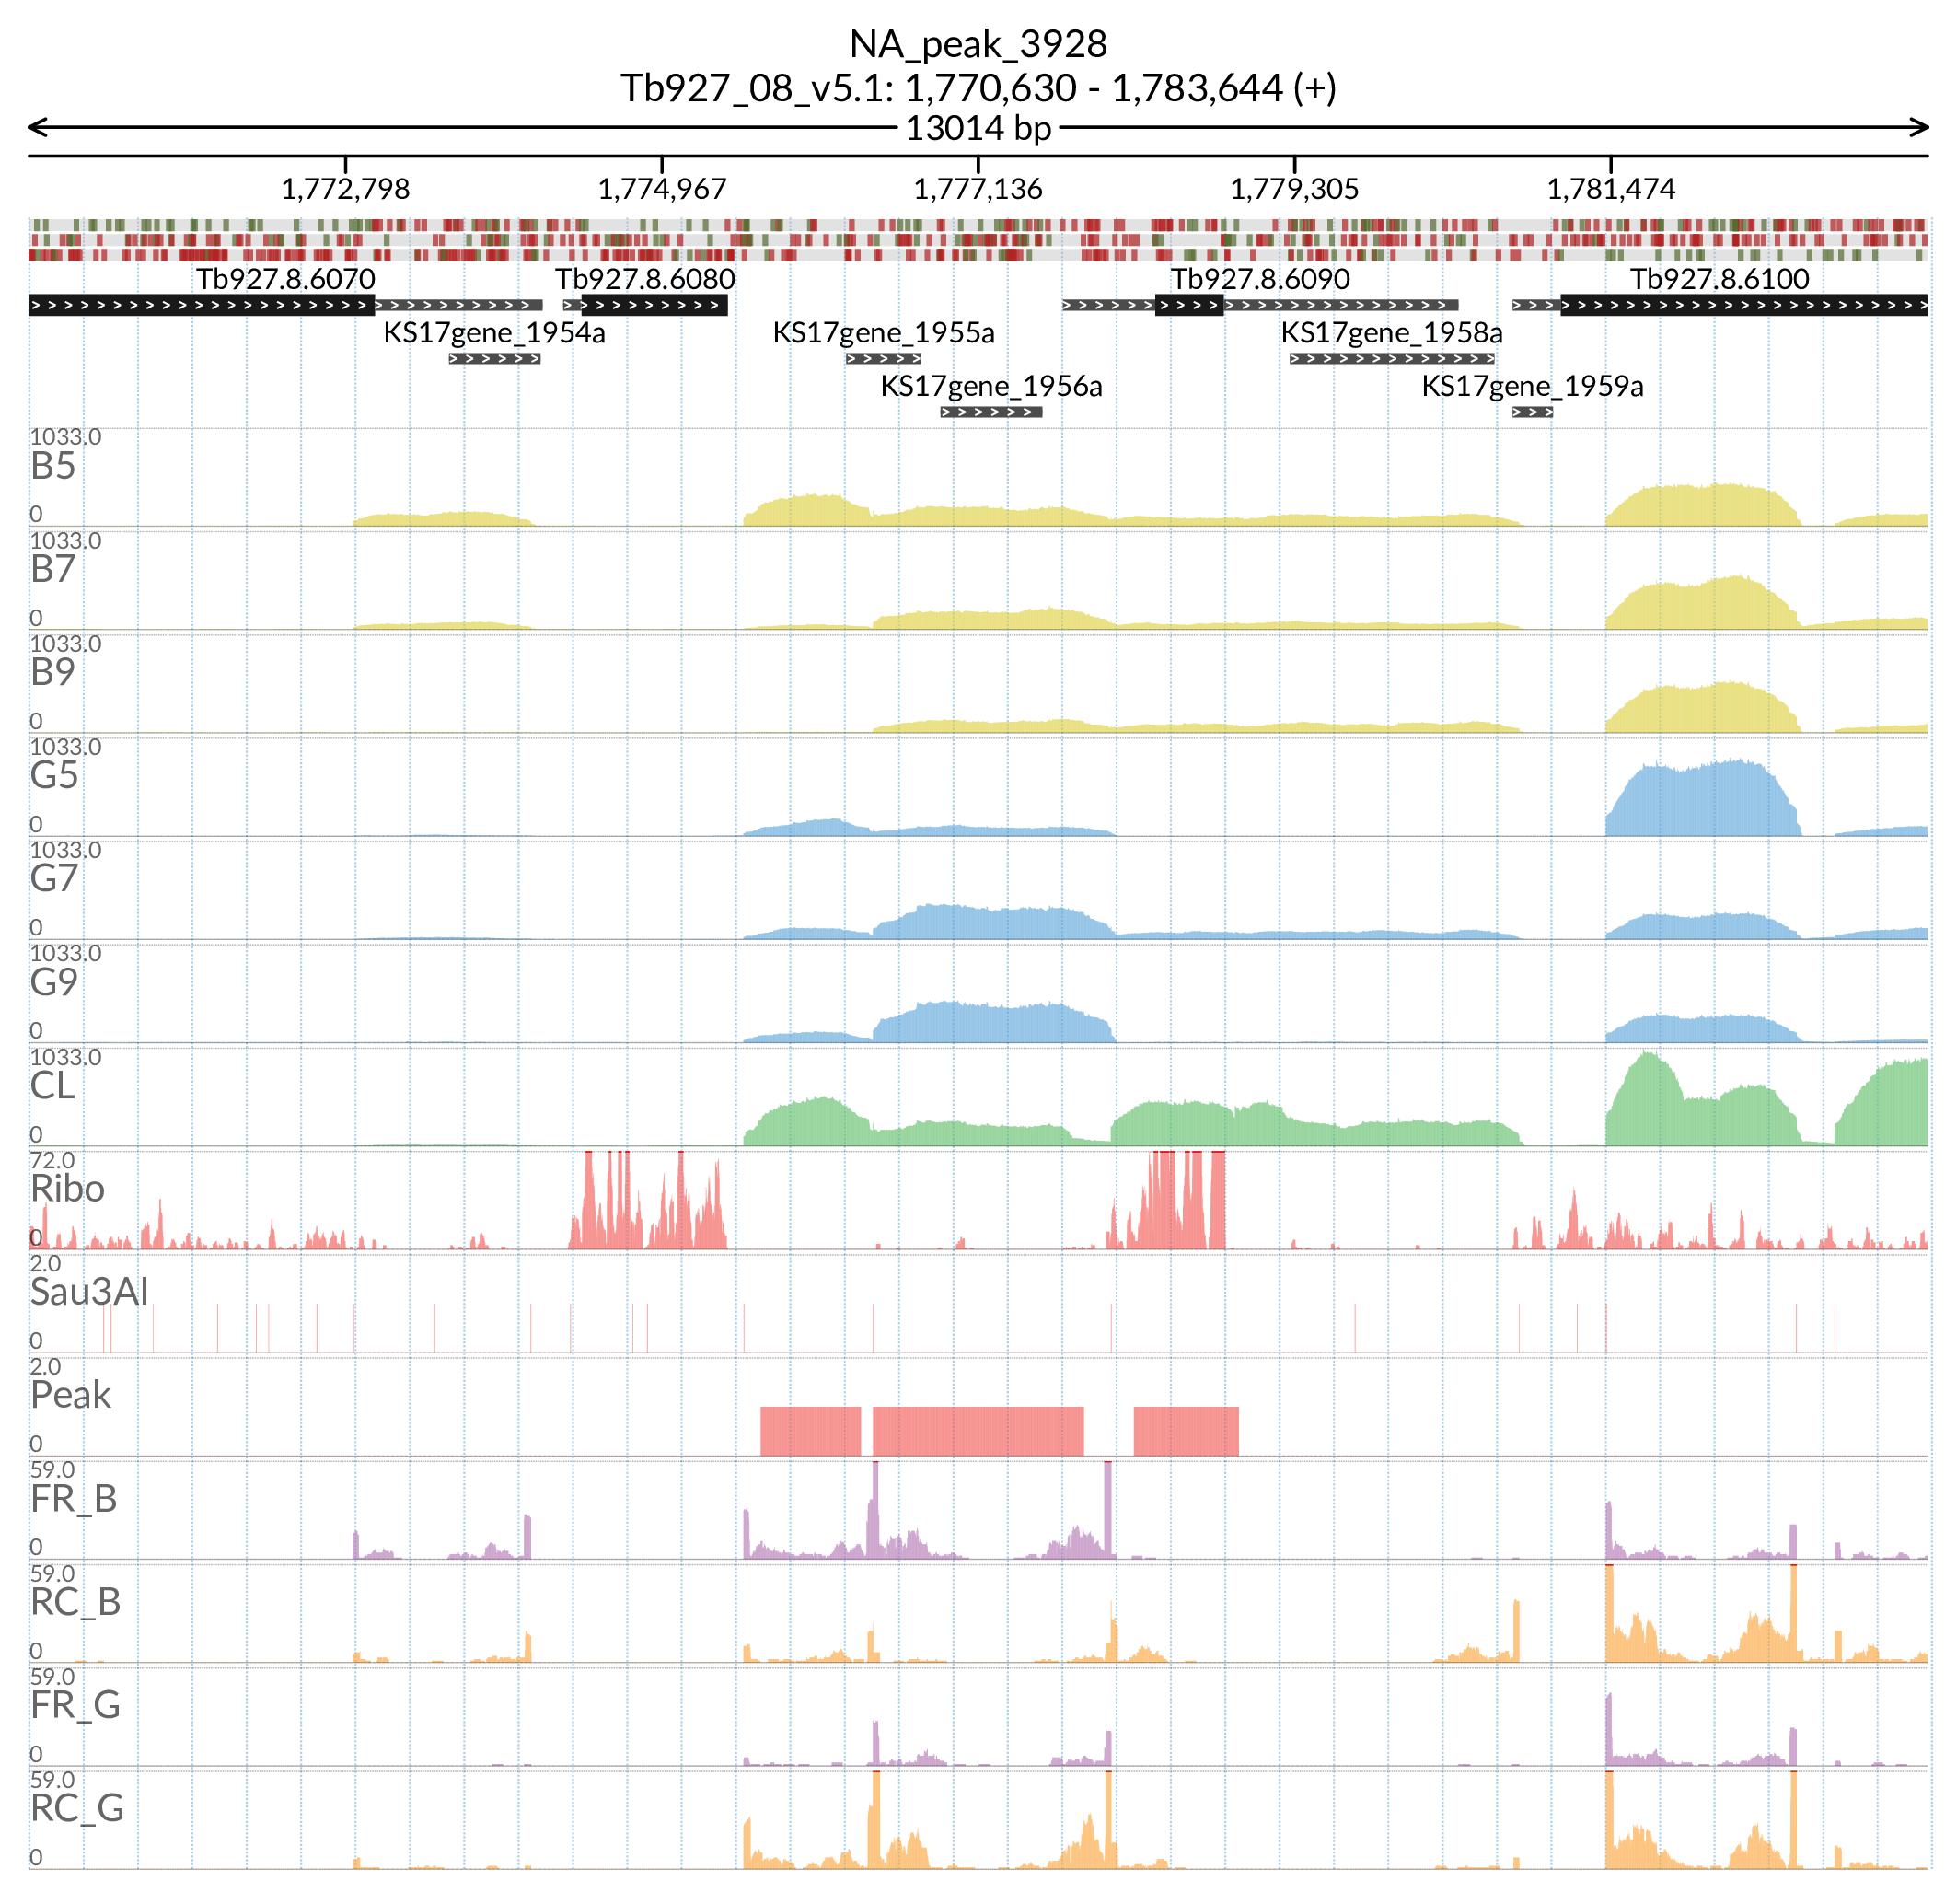 NA_peak_3928
Tb927_08_v5.1: 1,770,630 - 1,783,644 (+)
13014 bp
1,772,798 1,774,967 1,777,136 1,779,305 1,781,474
Tb927.8.6070 Tb927.8.6080 Tb927.8.6090 Tb927.8.6100
KS17gene_1954a KS17gene_1955a KS17gene_1958a
KS17gene_1956a KS17gene_1959a
1033.0
B5
0
1033.0
B7
0
1033.0
B9
0
1033.0
G5
0
1033.0
G7
0
1033.0
G9
0
1033.0
CL
0
72.0
Ribo
0
2.0
Sau3AI
0
2.0
Peak
0
59.0
FR_B
0
59.0
RC_B
0
59.0
FR_G
0
59.0
RC_G
0